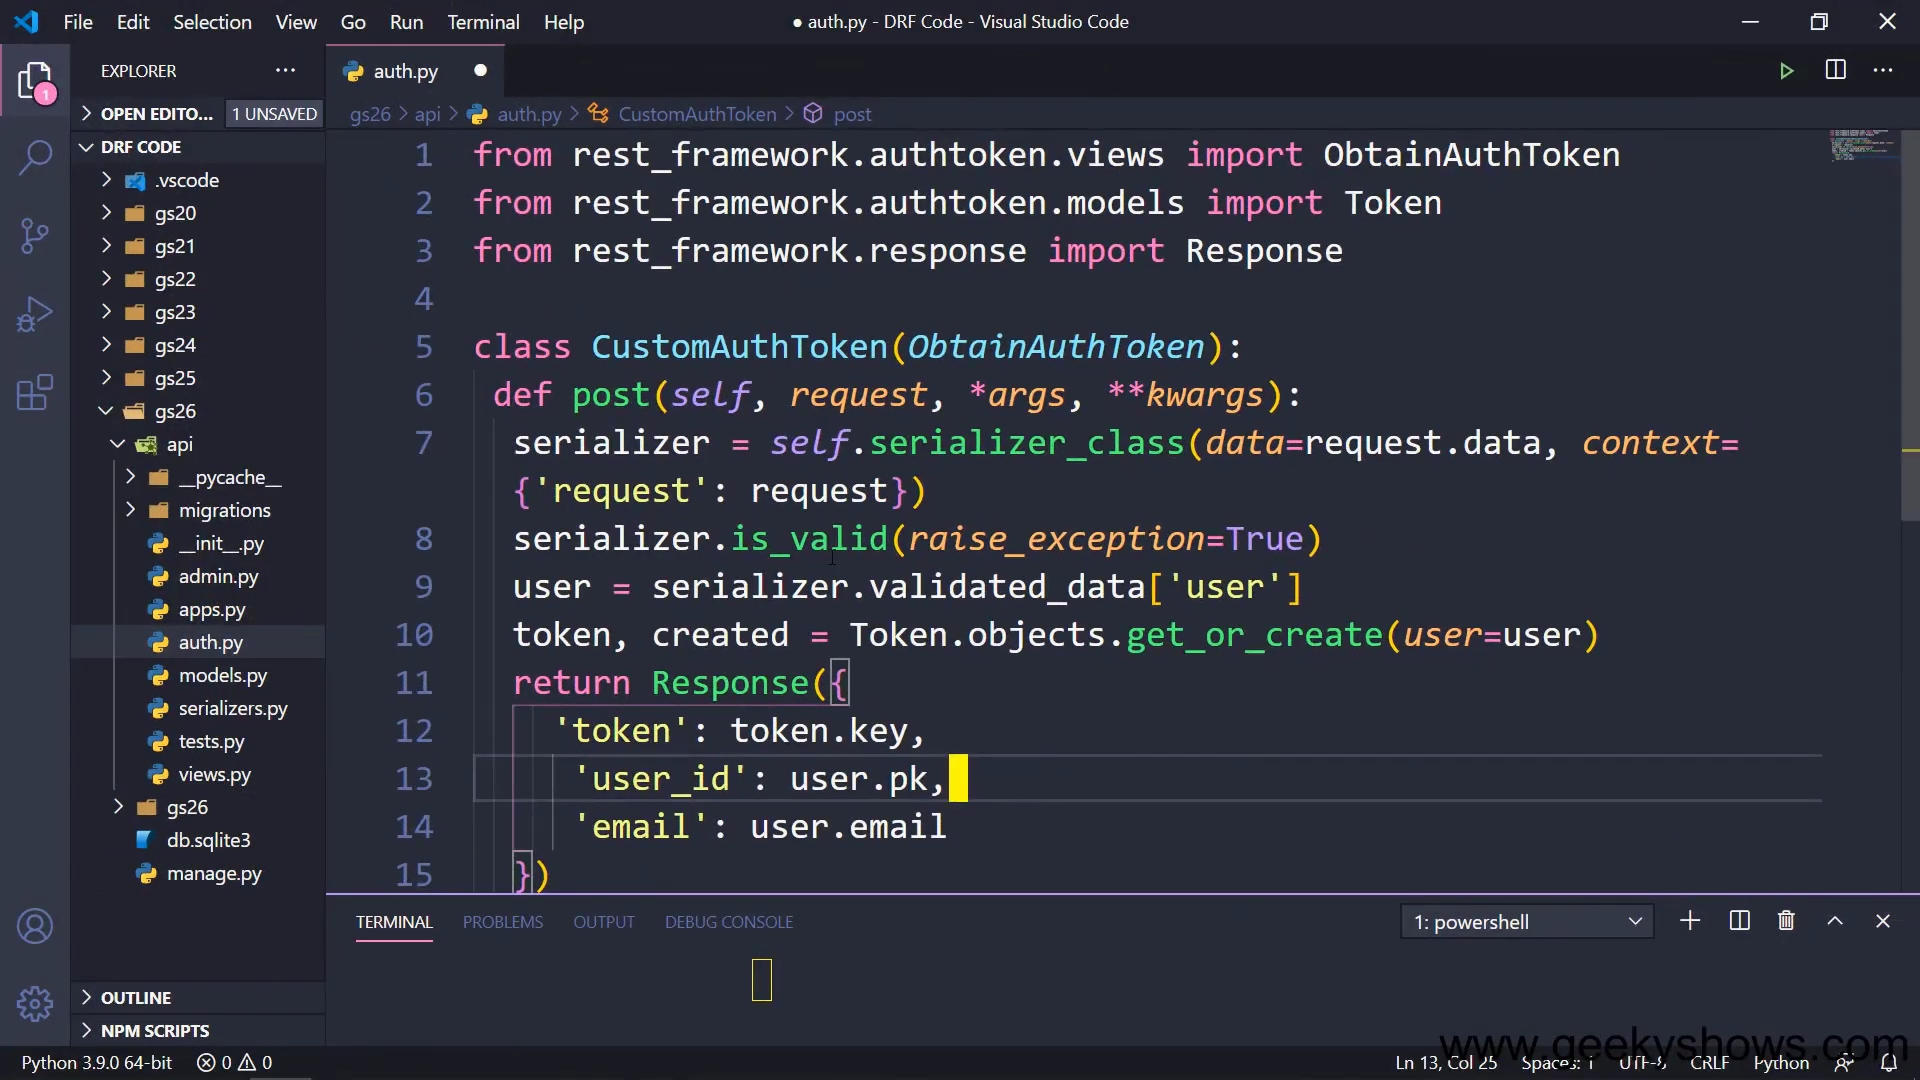 File Edit Selection View Go Run Terminal Help
● auth.py - DRF Code - Visual Studio Code
EXPLORER
1
OPEN EDITO... 1 UNSAVED
DRF CODE
.vscode
gs20
gs21
gs22
gs23
gs24
gs25
gs26
api
__pycache__
migrations
__init__.py
admin.py
apps.py
auth.py
models.py
serializers.py
tests.py
views.py
gs26
db.sqlite3
manage.py
OUTLINE
NPM SCRIPTS
auth.py
gs26 > api > auth.py > CustomAuthToken > post
1 from rest_framework.authtoken.views import ObtainAuthToken
2 from rest_framework.authtoken.models import Token
3 from rest_framework.response import Response
4
5 class CustomAuthToken(ObtainAuthToken):
6 def post(self, request, *args, **kwargs):
7 serializer = self.serializer_class(data=request.data, context=
{'request': request})
8 serializer.is_valid(raise_exception=True)
9 user = serializer.validated_data['user']
10 token, created = Token.objects.get_or_create(user=user)
11 return Response({
12 'token': token.key,
13 'user_id': user.pk,
14 'email': user.email
15 })
TERMINAL PROBLEMS OUTPUT DEBUG CONSOLE
1: powershell
www.geekyshows.com
Python 3.9.0 64-bit 0 0
Ln 13, Col 25 Spaces: 1 UTF-8 CRLF Python